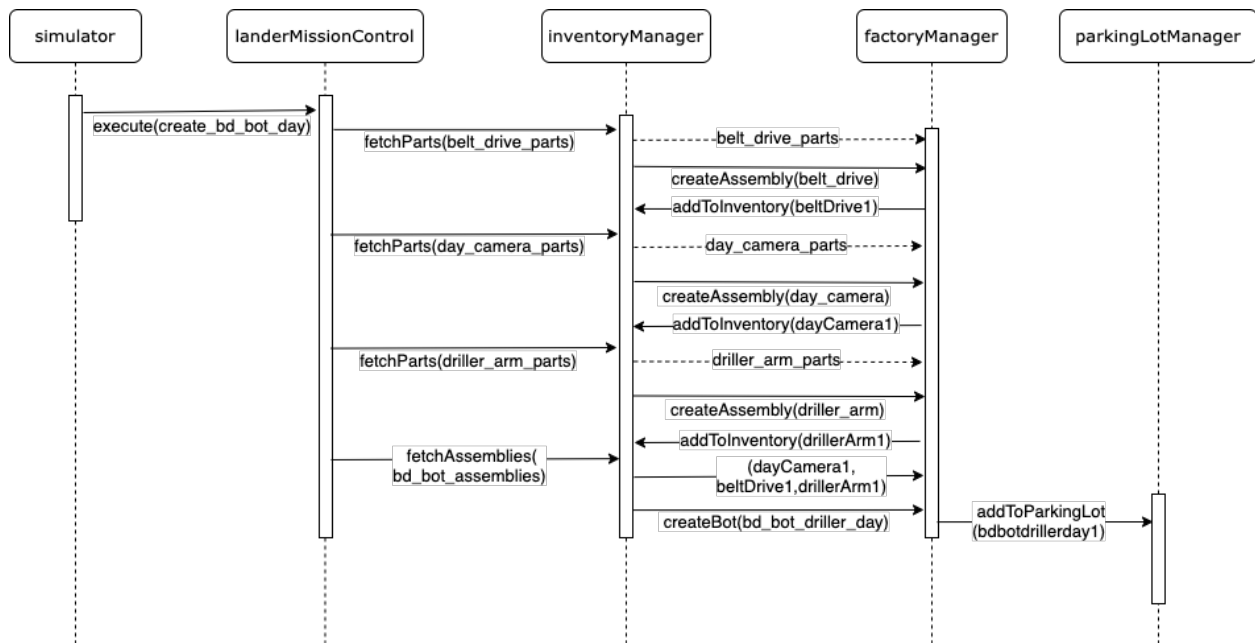 simulator
landerMissionControl
inventoryManager
factoryManager
parkingLotManager
execute(create_bd_bot_day)
fetchParts(belt_drive_parts)
belt_drive_parts
createAssembly(belt_drive)
addToInventory(beltDrive1)
fetchParts(day_camera_parts)
day_camera_parts
createAssembly(day_camera)
addToInventory(dayCamera1)
fetchParts(driller_arm_parts)
driller_arm_parts
createAssembly(driller_arm)
addToInventory(drillerArm1)
fetchAssemblies(
bd_bot_assemblies)
(dayCamera1,
beltDrive1,drillerArm1)
createBot(bd_bot_driller_day)
addToParkingLot
(bdbotdrillerday1)